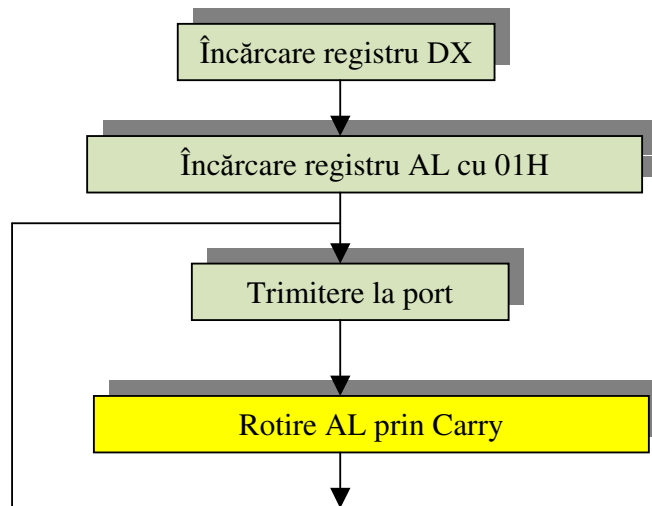 Încărcare registru DX
Încărcare registru AL cu 01H
Trimitere la port
Rotire AL prin Carry